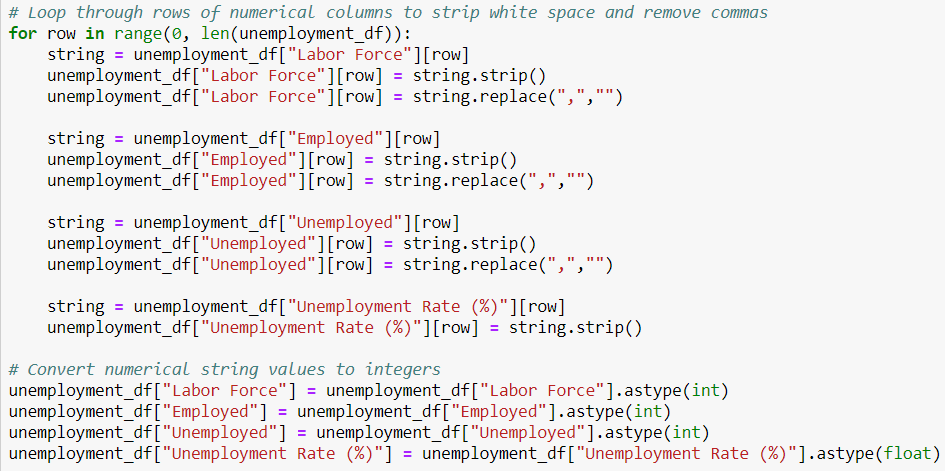 # Loop through rows of numerical columns to strip white space and remove commas
for row in range(0, len(unemployment_df)):
    string = unemployment_df["Labor Force"][row]
    unemployment_df["Labor Force"][row] = string.strip()
    unemployment_df["Labor Force"][row] = string.replace(",","")

    string = unemployment_df["Employed"][row]
    unemployment_df["Employed"][row] = string.strip()
    unemployment_df["Employed"][row] = string.replace(",","")

    string = unemployment_df["Unemployed"][row]
    unemployment_df["Unemployed"][row] = string.strip()
    unemployment_df["Unemployed"][row] = string.replace(",","")

    string = unemployment_df["Unemployment Rate (%)"][row]
    unemployment_df["Unemployment Rate (%)"][row] = string.strip()

# Convert numerical string values to integers
unemployment_df["Labor Force"] = unemployment_df["Labor Force"].astype(int)
unemployment_df["Employed"] = unemployment_df["Employed"].astype(int)
unemployment_df["Unemployed"] = unemployment_df["Unemployed"].astype(int)
unemployment_df["Unemployment Rate (%)"] = unemployment_df["Unemployment Rate (%)"].astype(float)